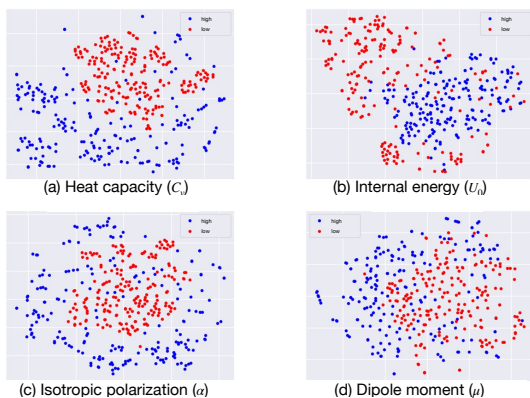 high
low
(a) Heat capacity (Cᵥ)
high
low
(b) Internal energy (U₀)
high
low
(c) Isotropic polarization (α)
high
low
(d) Dipole moment (μ)